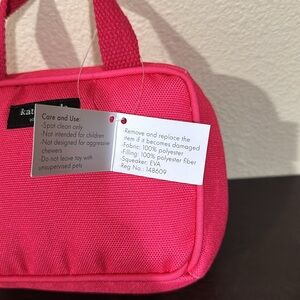 kat
Care and Use:
-Spot clean only
-Not intended for children
-Not designed for aggressive
chewers
-Do not leave toy with
unsupervised pets
-Remove and replace the
item if it becomes damaged
-Fabric: 100% polyester
-Filling: 100% polyester fiber
-Squeaker: EVA
-Reg No.: 148609